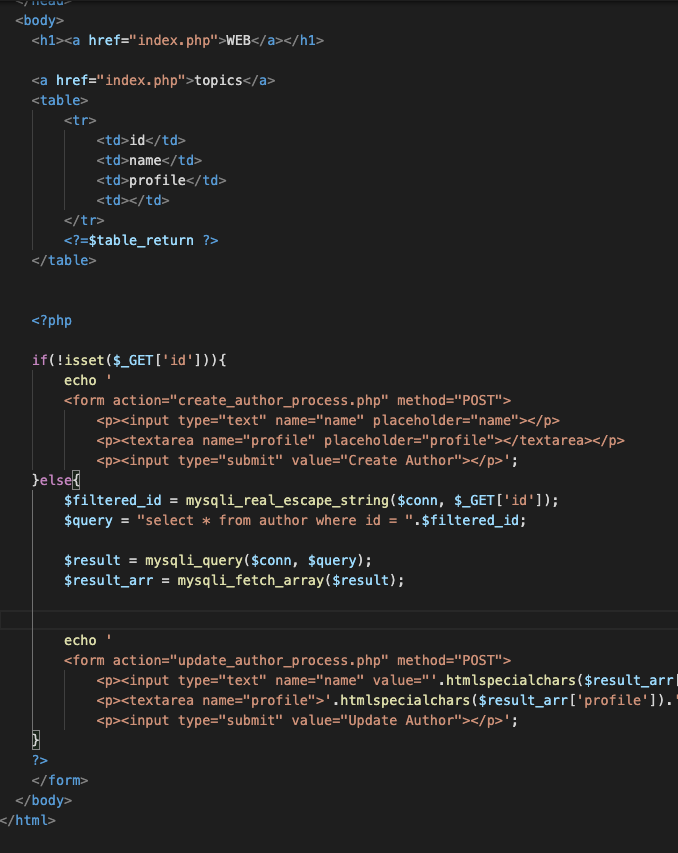 </head>
<body>
<h1><a href="index.php">WEB</a></h1>
<a href="index.php">topics</a>
<table>
<tr>
<td>id</td>
<td>name</td>
<td>profile</td>
<td></td>
</tr>
<?=$table_return ?>
</table>
<?php
if(!isset($_GET['id'])){
echo '
<form action="create_author_process.php" method="POST">
<p><input type="text" name="name" placeholder="name"></p>
<p><textarea name="profile" placeholder="profile"></textarea></p>
<p><input type="submit" value="Create Author"></p>';
}else{
$filtered_id = mysqli_real_escape_string($conn, $_GET['id']);
$query = "select * from author where id = ".$filtered_id;
$result = mysqli_query($conn, $query);
$result_arr = mysqli_fetch_array($result);
echo '
<form action="update_author_process.php" method="POST">
<p><input type="text" name="name" value="'.htmlspecialchars($result_arr[
<p><textarea name="profile">'.htmlspecialchars($result_arr['profile']).'
<p><input type="submit" value="Update Author"></p>';
}
?>
</form>
</body>
</html>